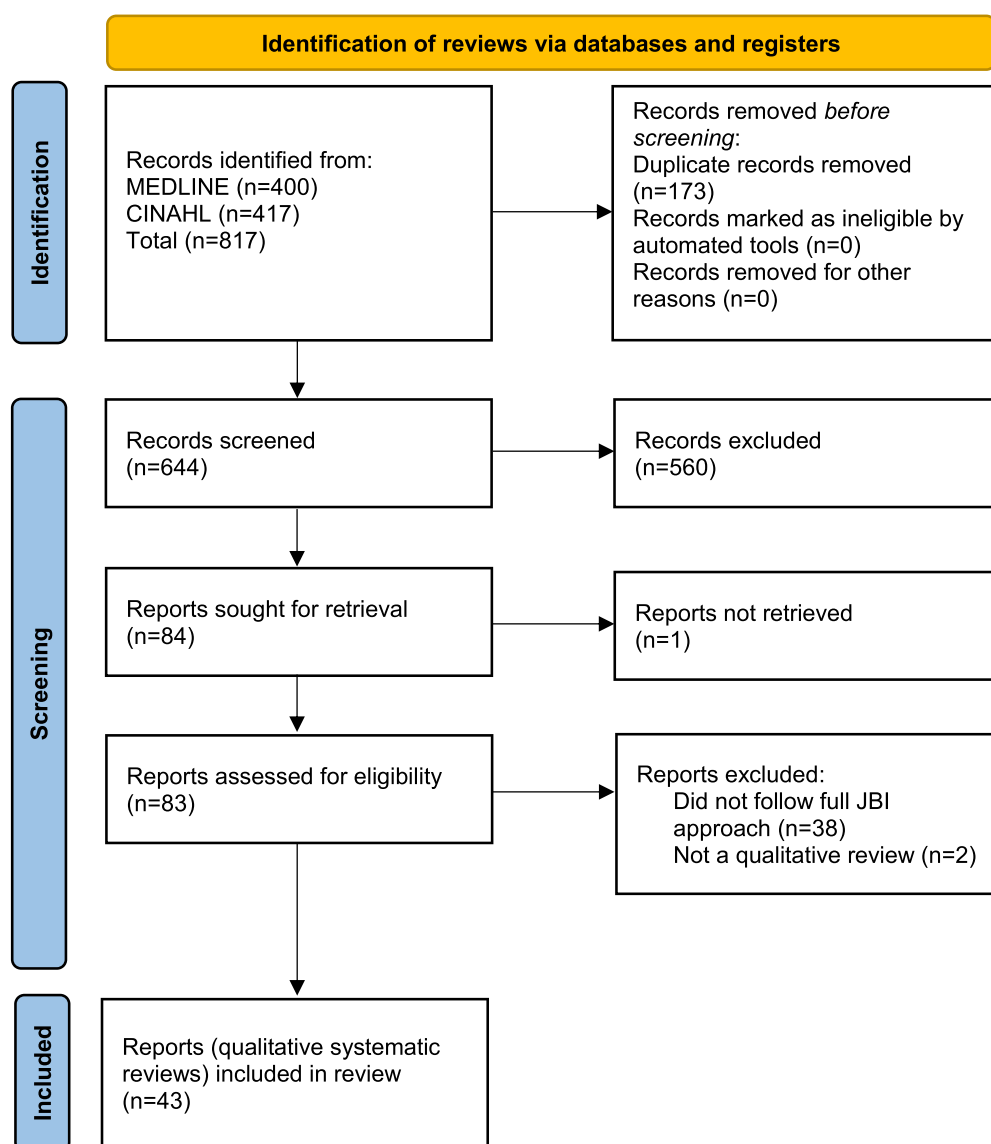 Identification of reviews via databases and registers
Identification
Records identified from:
MEDLINE (n=400)
CINAHL (n=417)
Total (n=817)
Records removed before
screening:
Duplicate records removed
(n=173)
Records marked as ineligible by
automated tools (n=0)
Records removed for other
reasons (n=0)
Screening
Records screened
(n=644)
Records excluded
(n=560)
Reports sought for retrieval
(n=84)
Reports not retrieved
(n=1)
Reports assessed for eligibility
(n=83)
Reports excluded:
Did not follow full JBI
approach (n=38)
Not a qualitative review (n=2)
Included
Reports (qualitative systematic
reviews) included in review
(n=43)